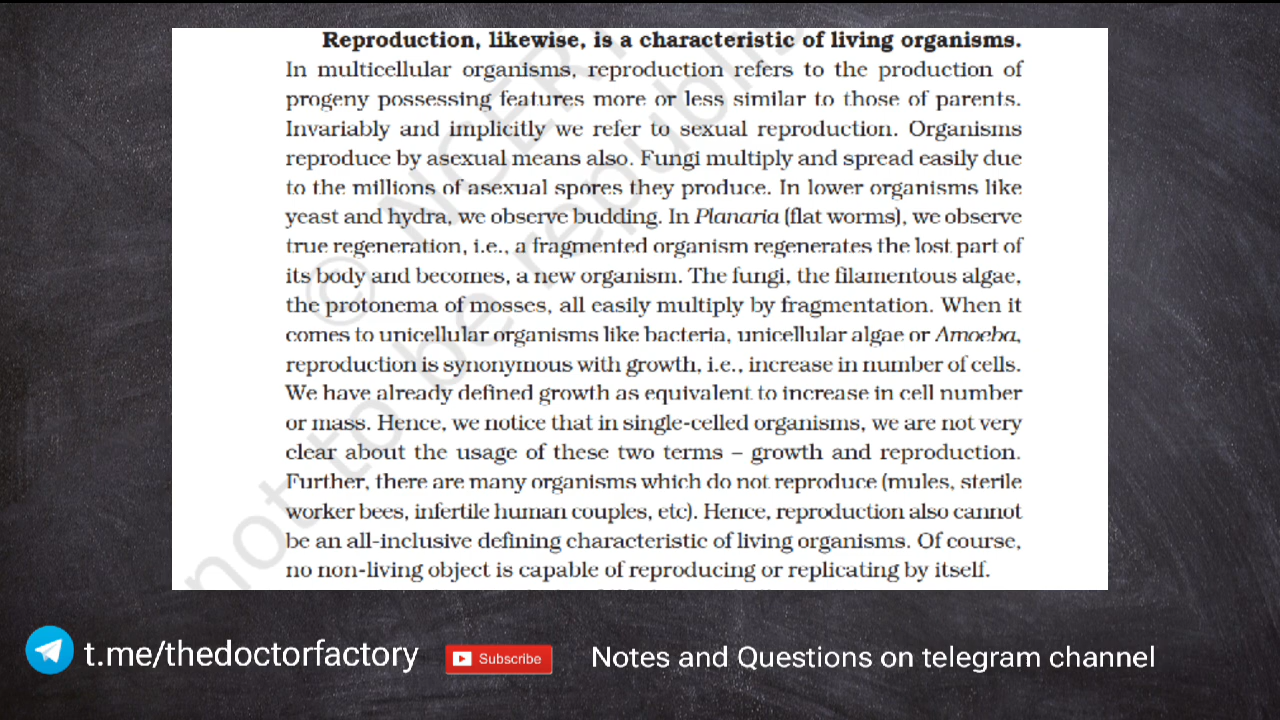 Reproduction, likewise, is a characteristic of living organisms.
In multicellular organisms, reproduction refers to the production of
progeny possessing features more or less similar to those of parents.
Invariably and implicitly we refer to sexual reproduction. Organisms
reproduce by asexual means also. Fungi multiply and spread easily due
to the millions of asexual spores they produce. In lower organisms like
yeast and hydra, we observe budding. In Planaria (flat worms), we observe
true regeneration, i.e., a fragmented organism regenerates the lost part of
its body and becomes, a new organism. The fungi, the filamentous algae,
the protonema of mosses, all easily multiply by fragmentation. When it
comes to unicellular organisms like bacteria, unicellular algae or Amoeba,
reproduction is synonymous with growth, i.e., increase in number of cells.
We have already defined growth as equivalent to increase in cell number
or mass. Hence, we notice that in single-celled organisms, we are not very
clear about the usage of these two terms – growth and reproduction.
Further, there are many organisms which do not reproduce (mules, sterile
worker bees, infertile human couples, etc). Hence, reproduction also cannot
be an all-inclusive defining characteristic of living organisms. Of course,
no non-living object is capable of reproducing or replicating by itself.
© NCERT
not to be republis
t.me/thedoctorfactory
Subscribe
Notes and Questions on telegram channel